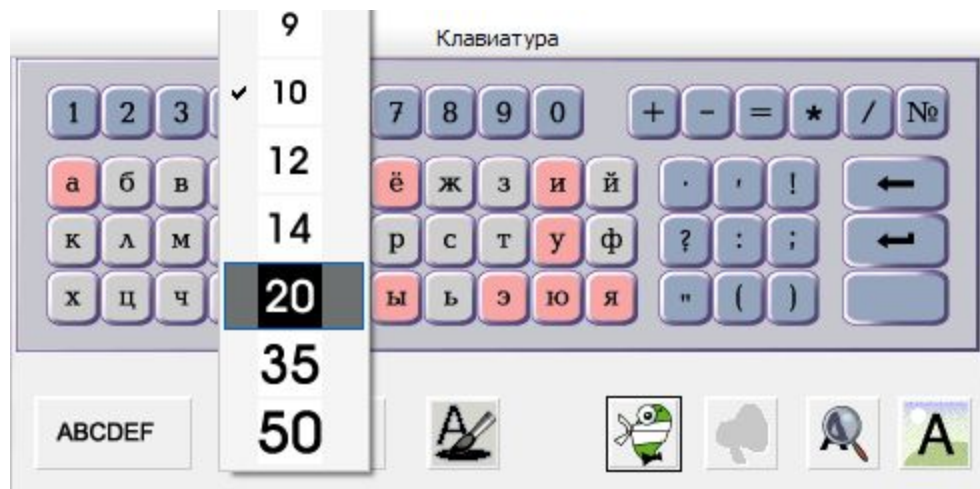 Клавиатура
9
10
12
14
20
35
50
1 2 3 7 8 9 0 + - = * / №
а б в ё ж з и й . , !
к л м р с т у ф ? : ;
х ц ч ы ь э ю я " ( )
ABCDEF
A
A
A